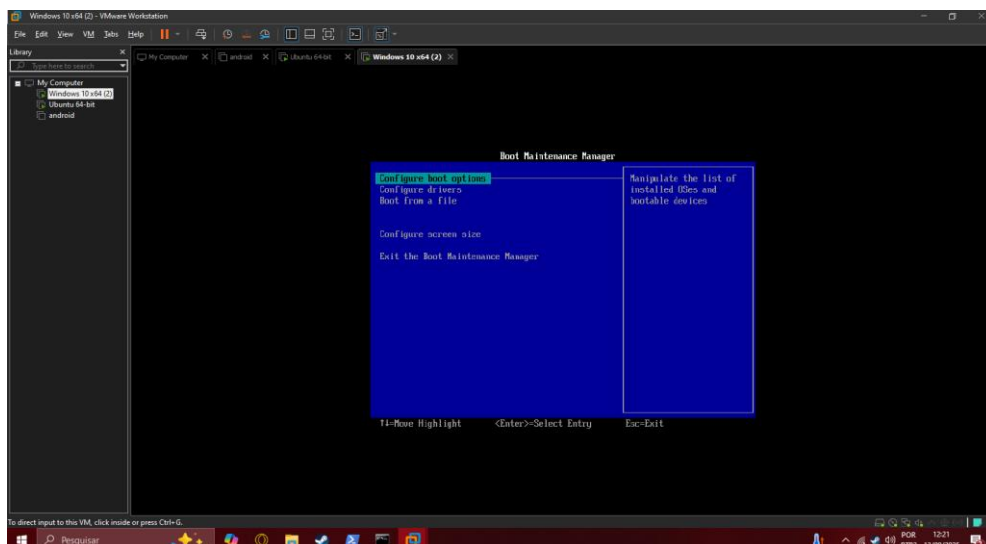 Windows 10 x64 (2) - VMware Workstation
File Edit View VM Tabs Help
Library
Type here to search
My Computer
Windows 10 x64 (2)
Ubuntu 64-bit
android
My Computer
android
Ubuntu 64-bit
Windows 10 x64 (2)
Boot Maintenance Manager
Configure boot options
Configure drivers
Boot from a file
Configure screen size
Exit the Boot Maintenance Manager
Manipulate the list of
installed OSes and
bootable devices
↑↓=Move Highlight <Enter>=Select Entry Esc=Exit
To direct input to this VM, click inside or press Ctrl+G.
Pesquisar
POR
12:21